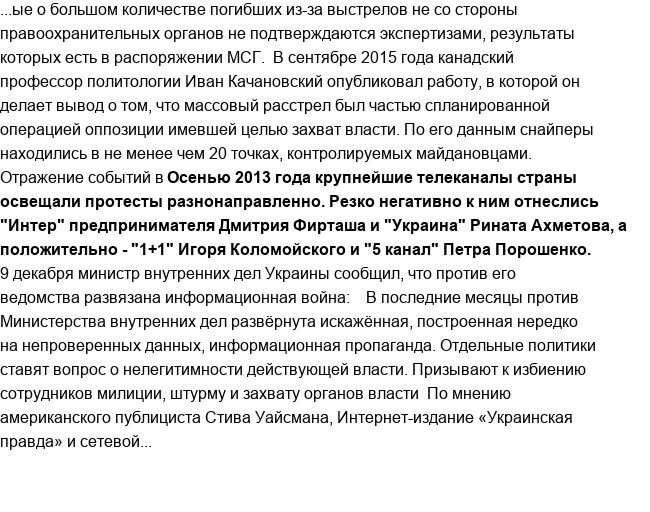 ...ые о большом количестве погибших из-за выстрелов не со стороны
правоохранительных органов не подтверждаются экспертизами, результаты
которых есть в распоряжении МСГ.  В сентябре 2015 года канадский
профессор политологии Иван Качановский опубликовал работу, в которой он
делает вывод о том, что массовый расстрел был частью спланированной
операцией оппозиции имевшей целью захват власти. По его данным снайперы
находились в не менее чем 20 точках, контролируемых майдановцами.
Отражение событий в Осенью 2013 года крупнейшие телеканалы страны
освещали протесты разнонаправленно. Резко негативно к ним отнеслись
"Интер" предпринимателя Дмитрия Фирташа и "Украина" Рината Ахметова, а
положительно - "1+1" Игоря Коломойского и "5 канал" Петра Порошенко.
9 декабря министр внутренних дел Украины сообщил, что против его
ведомства развязана информационная война:    В последние месяцы против
Министерства внутренних дел развёрнута искажённая, построенная нередко
на непроверенных данных, информационная пропаганда. Отдельные политики
ставят вопрос о нелегитимности действующей власти. Призывают к избиению
сотрудников милиции, штурму и захвату органов власти  По мнению
американского публициста Стива Уайсмана, Интернет-издание «Украинская
правда» и сетевой...